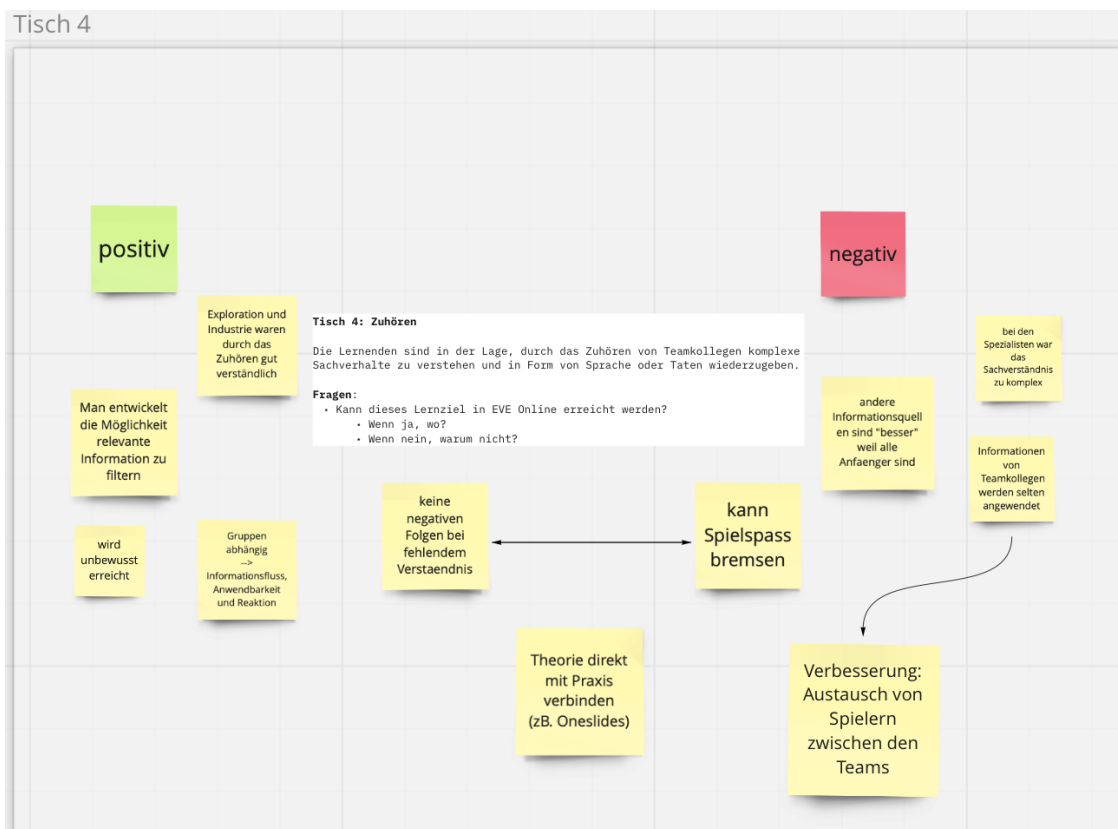 Tisch 4
positiv
negativ
Exploration und
Industrie waren
durch das
Zuhören gut
verständlich
Man entwickelt
die Möglichkeit
relevante
Information zu
filtern
wird
unbewusst
erreicht
Gruppen
abhängig
-->
Informationsfluss,
Anwendbarkeit
und Reaktion
Tisch 4: Zuhören
Die Lernenden sind in der Lage, durch das Zuhören von Teamkollegen komplexe
Sachverhalte zu verstehen und in Form von Sprache oder Taten wiederzugeben.
Fragen:
• Kann dieses Lernziel in EVE Online erreicht werden?
• Wenn ja, wo?
• Wenn nein, warum nicht?
keine
negativen
Folgen bei
fehlendem
Verstaendnis
kann
Spielspass
bremsen
Theorie direkt
mit Praxis
verbinden
(zB. Oneslides)
andere
Informationsquell
en sind "besser"
weil alle
Anfaenger sind
bei den
Spezialisten war
das
Sachverständnis
zu komplex
Informationen
von
Teamkollegen
werden selten
angewendet
Verbesserung:
Austausch von
Spielern
zwischen den
Teams